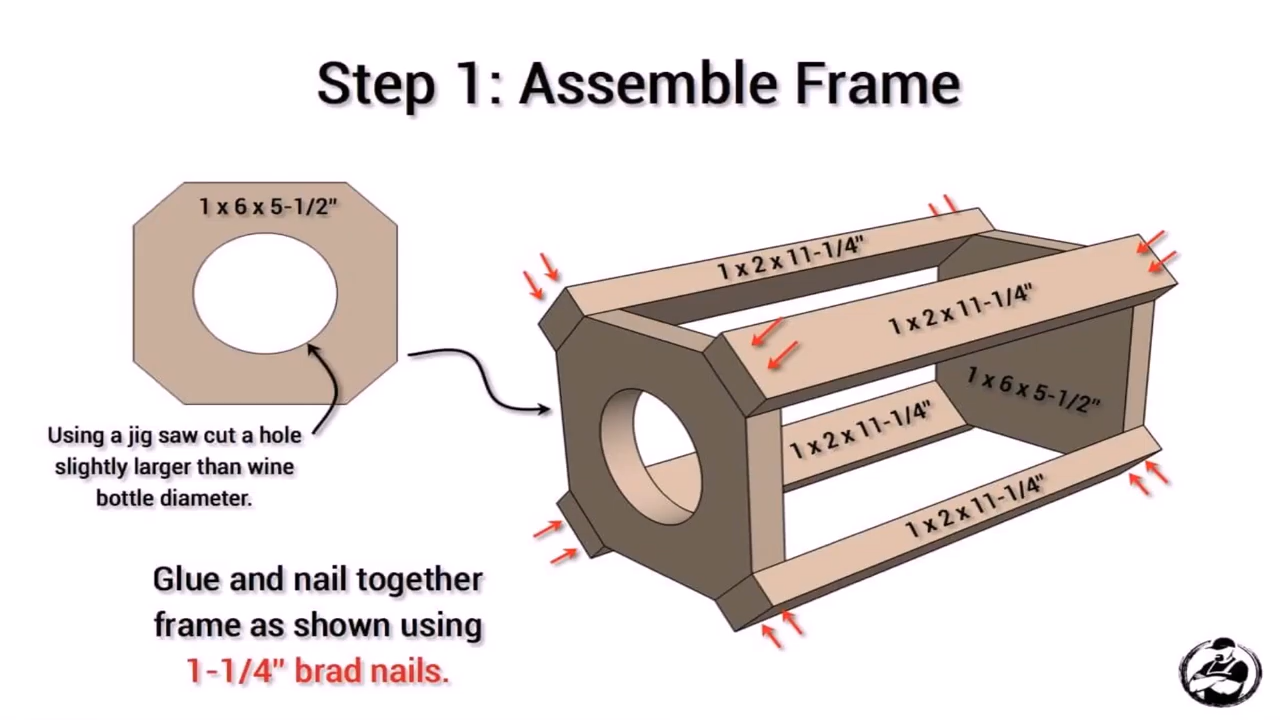 Step 1: Assemble Frame
1 x 6 x 5-1/2"
Using a jig saw cut a hole
slightly larger than wine
bottle diameter.
1 x 2 x 11-1/4"
1 x 2 x 11-1/4"
1 x 6 x 5-1/2"
1 x 2 x 11-1/4"
1 x 2 x 11-1/4"
Glue and nail together
frame as shown using
1-1/4" brad nails.